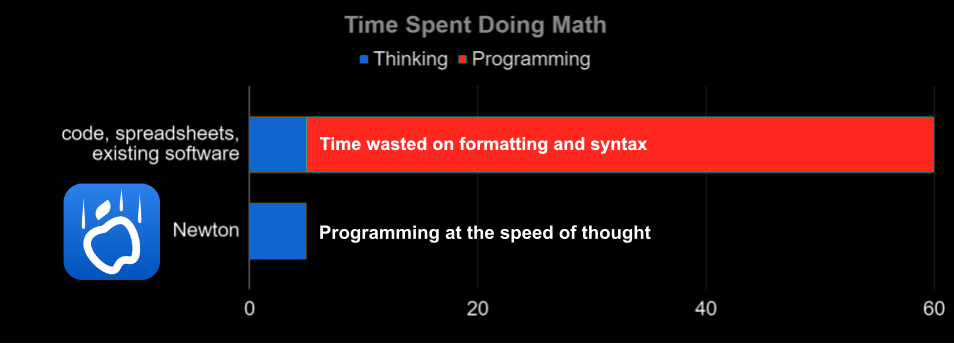 Time Spent Doing Math
Thinking Programming
code, spreadsheets,
existing software
Time wasted on formatting and syntax
Newton
Programming at the speed of thought
0 20 40 60